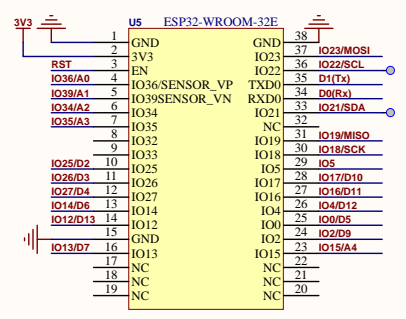 U5 ESP32-WROOM-32E
3V3
1 GND GND 38
2 3V3 IO23 37 IO23/MOSI
RST 3 EN IO22 36 IO22/SCL
IO36/A0 4 IO36/SENSOR_VP TXD0 35 D1(Tx)
IO39/A1 5 IO39SENSOR_VN RXD0 34 D0(Rx)
IO34/A2 6 IO34 IO21 33 IO21/SDA
IO35/A3 7 IO35 NC 32
8 IO32 IO19 31 IO19/MISO
9 IO33 IO18 30 IO18/SCK
IO25/D2 10 IO25 IO5 29 IO5
IO26/D3 11 IO26 IO17 28 IO17/D10
IO27/D4 12 IO27 IO16 27 IO16/D11
IO14/D6 13 IO14 IO4 26 IO4/D12
IO12/D13 14 IO12 IO0 25 IO0/D5
15 GND IO2 24 IO2/D9
IO13/D7 16 IO13 IO15 23 IO15/A4
17 NC NC 22
18 NC NC 21
19 NC NC 20